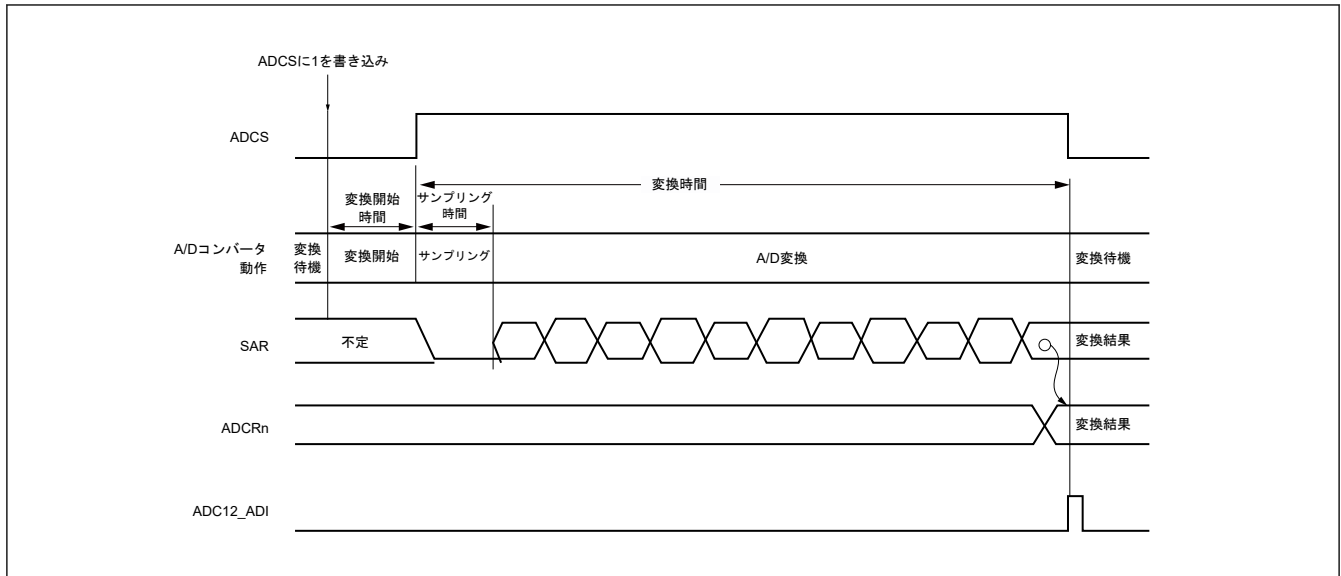 ADCSに1を書き込み
ADCS
変換時間
変換開始
時間
サンプリング
時間
A/Dコンバータ
動作
変換
待機
変換開始
サンプリング
A/D変換
変換待機
SAR
不定
変換結果
ADCRn
変換結果
ADC12_ADI